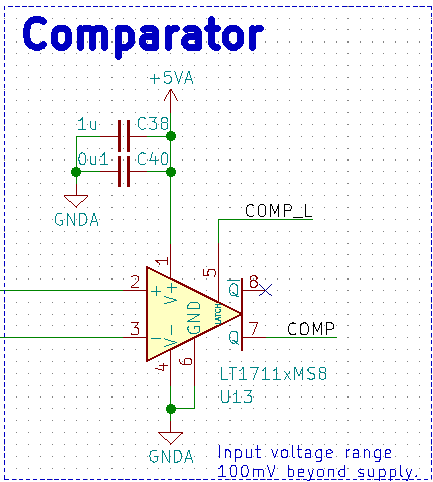 Comparator
+5VA
1u C38
0u1 C40
GNDA
COMP_L
1
5
2 + V+ Q 8
LATCH
GND
3 - V- Q 7 COMP
4
6
LT1711xMS8
U13
GNDA
Input voltage range
100mV beyond supply.